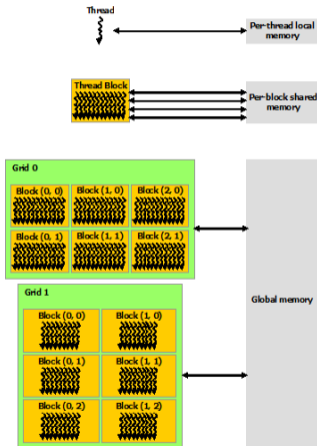 Thread
Per-thread local
memory
Thread Block
Per-block shared
memory
Grid 0
Block (0, 0) Block (1, 0) Block (2, 0)
Block (0, 1) Block (1, 1) Block (2, 1)
Grid 1
Global memory
Block (0, 0) Block (1, 0)
Block (0, 1) Block (1, 1)
Block (0, 2) Block (1, 2)